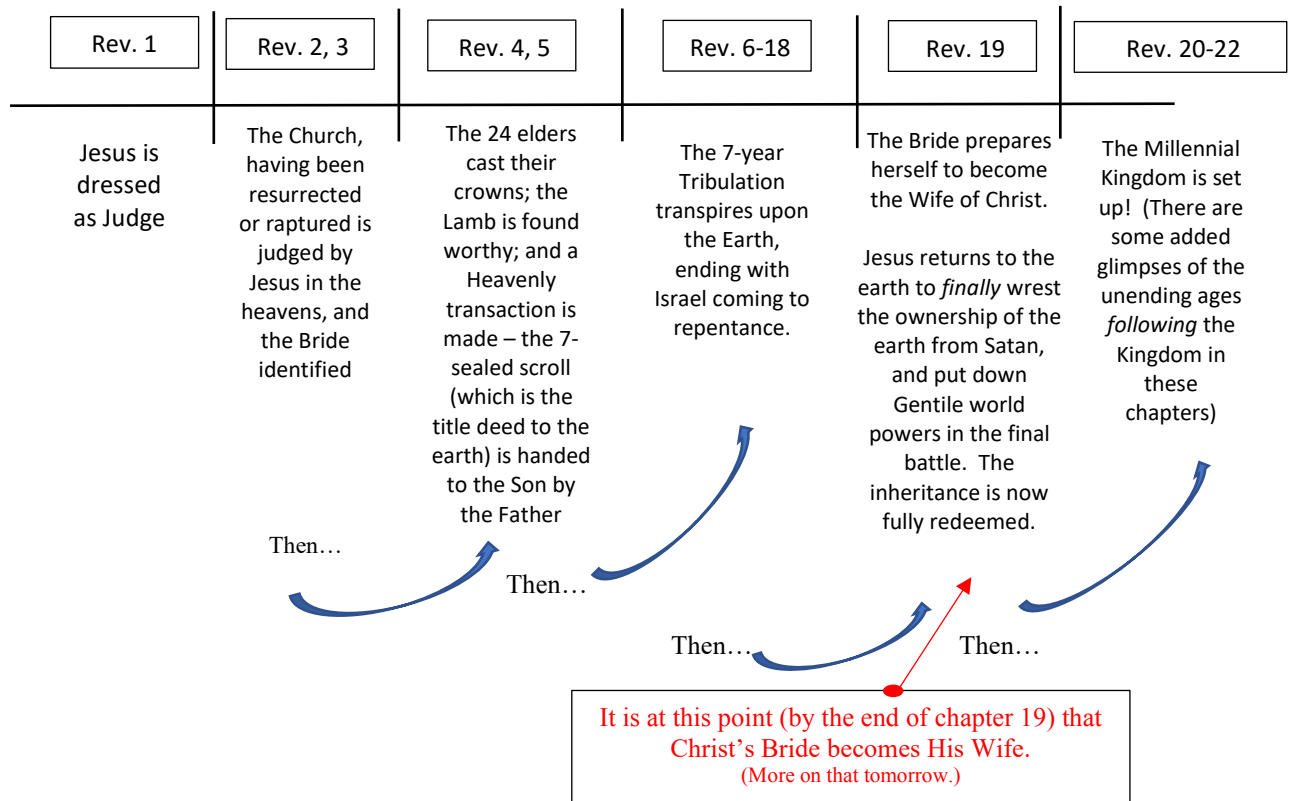 Rev. 1
Rev. 2, 3
Rev. 4, 5
Rev. 6-18
Rev. 19
Rev. 20-22
Jesus is
dressed
as Judge
The Church,
having been
resurrected
or raptured is
judged by
Jesus in the
heavens, and
the Bride
identified
The 24 elders
cast their
crowns; the
Lamb is found
worthy; and a
Heavenly
transaction is
made – the 7-
sealed scroll
(which is the
title deed to the
earth) is handed
to the Son by
the Father
The 7-year
Tribulation
transpires upon
the Earth,
ending with
Israel coming to
repentance.
The Bride prepares
herself to become
the Wife of Christ.
Jesus returns to the
earth to finally wrest
the ownership of the
earth from Satan,
and put down
Gentile world
powers in the final
battle.  The
inheritance is now
fully redeemed.
The Millennial
Kingdom is set
up!  (There are
some added
glimpses of the
unending ages
following the
Kingdom in
these
chapters)
Then…
Then…
Then…
Then…
It is at this point (by the end of chapter 19) that
Christ’s Bride becomes His Wife.
(More on that tomorrow.)